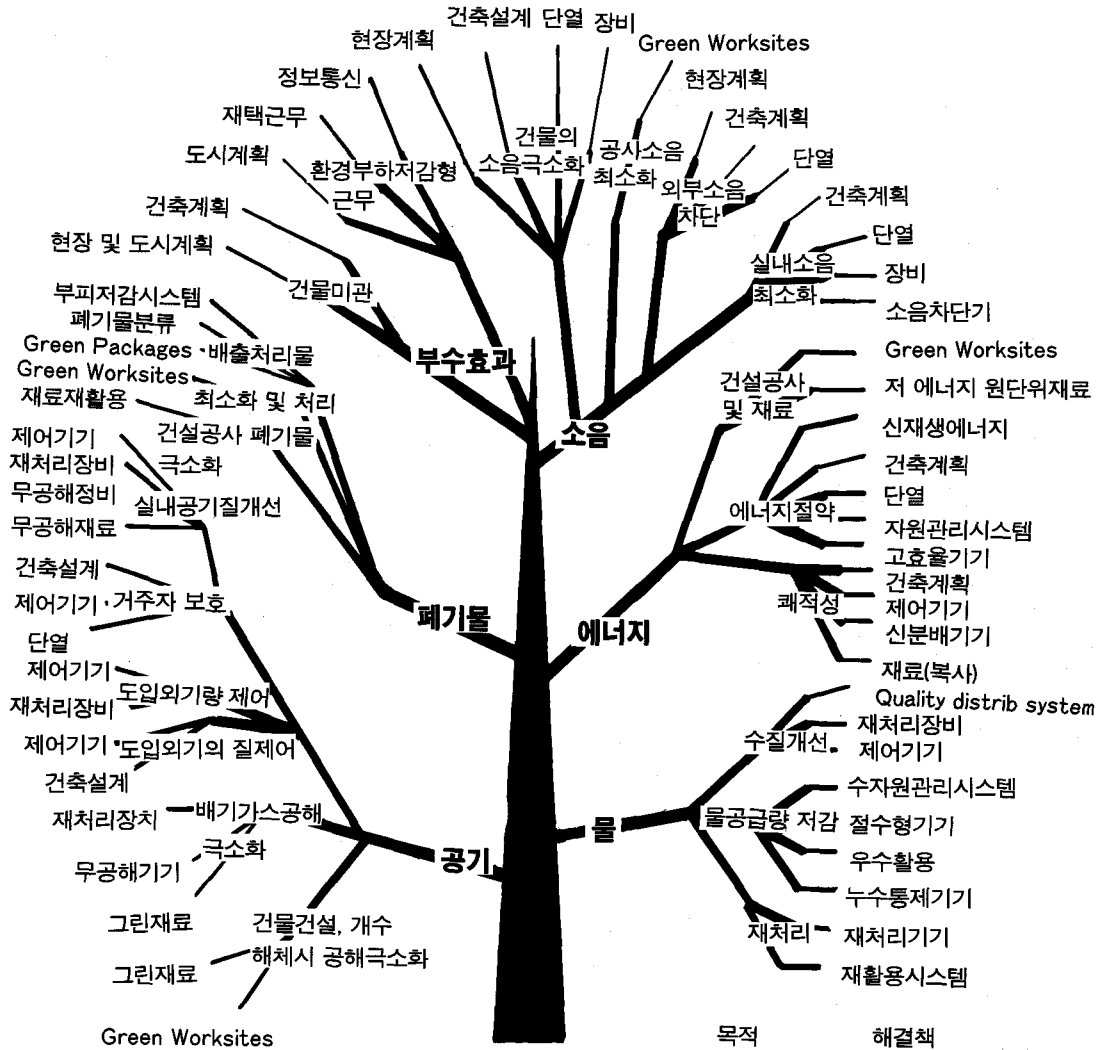 건축설계 단열 장비
현장계획
Green Worksites
정보통신
현장계획
재택근무
건축계획
건물의
소음극소화
공사소음
최소화
도시계획
환경부하저감형
근무
외부소음
차단
단열
건축계획
건축계획
현장 및 도시계획
단열
실내소음
최소화
장비
소음차단기
건물미관
부피저감시스템
폐기물분류
Green Packages
배출처리물
최소화 및 처리
부수효과
Green Worksites
재료재활용
건설공사 폐기물
극소화
소음
건설공사
및 재료
Green Worksites
저 에너지 원단위재료
신재생에너지
제어기기
재처리장비
무공해정비
무공해재료
실내공기질개선
건축계획
단열
에너지절약
자원관리시스템
고효율기기
건축설계
제어기기
거주자 보호
단열
폐기물
에너지
쾌적성
건축계획
제어기기
신분배기기
재료(복사)
제어기기
도입외기량 제어
재처리장비
제어기기
도입외기의 질제어
건축설계
Quality distrib system
재처리장비
수질개선
제어기기
재처리장치
배기가스공해
극소화
무공해기기
그린재료
공기
물
물공급량 저감
수자원관리시스템
절수형기기
우수활용
누수통제기기
건물건설, 개수
해체시 공해극소화
그린재료
Green Worksites
재처리
재처리기기
재활용시스템
목적
해결책